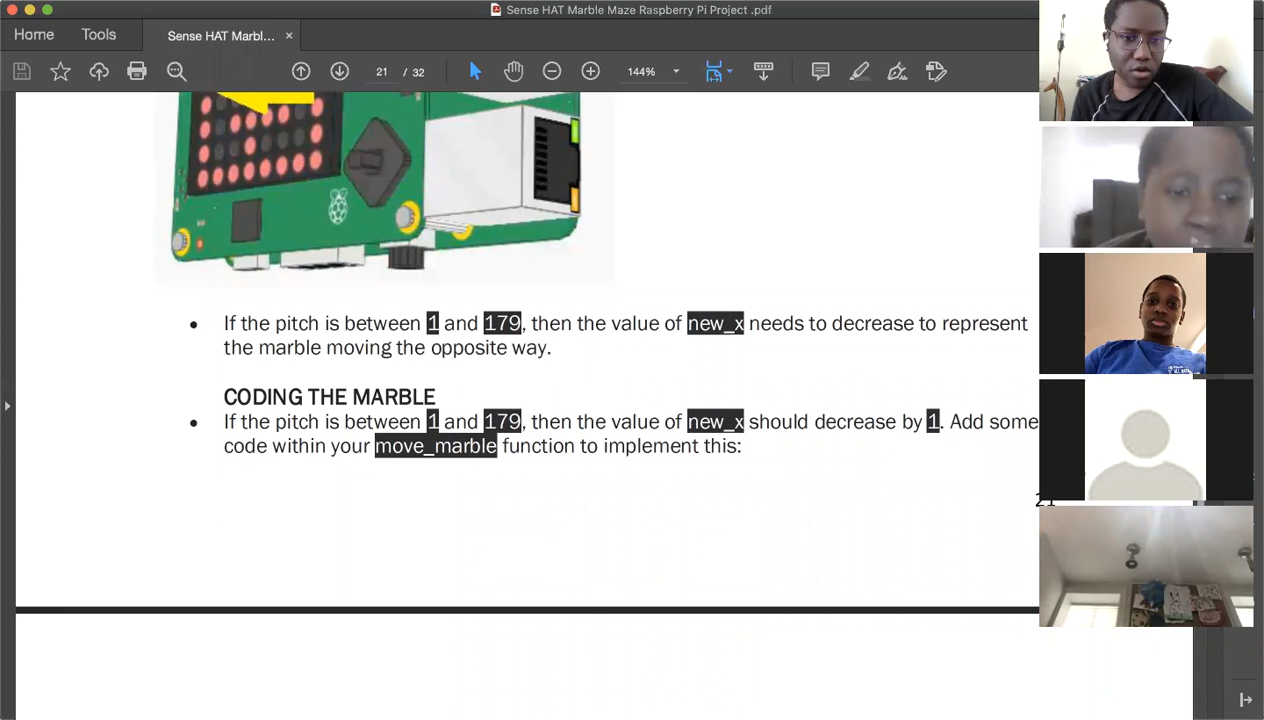 Sense HAT Marble Maze Raspberry Pi Project .pdf
Home Tools Sense HAT Marbl... ×
21 / 32 144%
• If the pitch is between 1 and 179, then the value of new_x needs to decrease to represent
the marble moving the opposite way.
CODING THE MARBLE
• If the pitch is between 1 and 179, then the value of new_x should decrease by 1. Add some
code within your move_marble function to implement this:
21